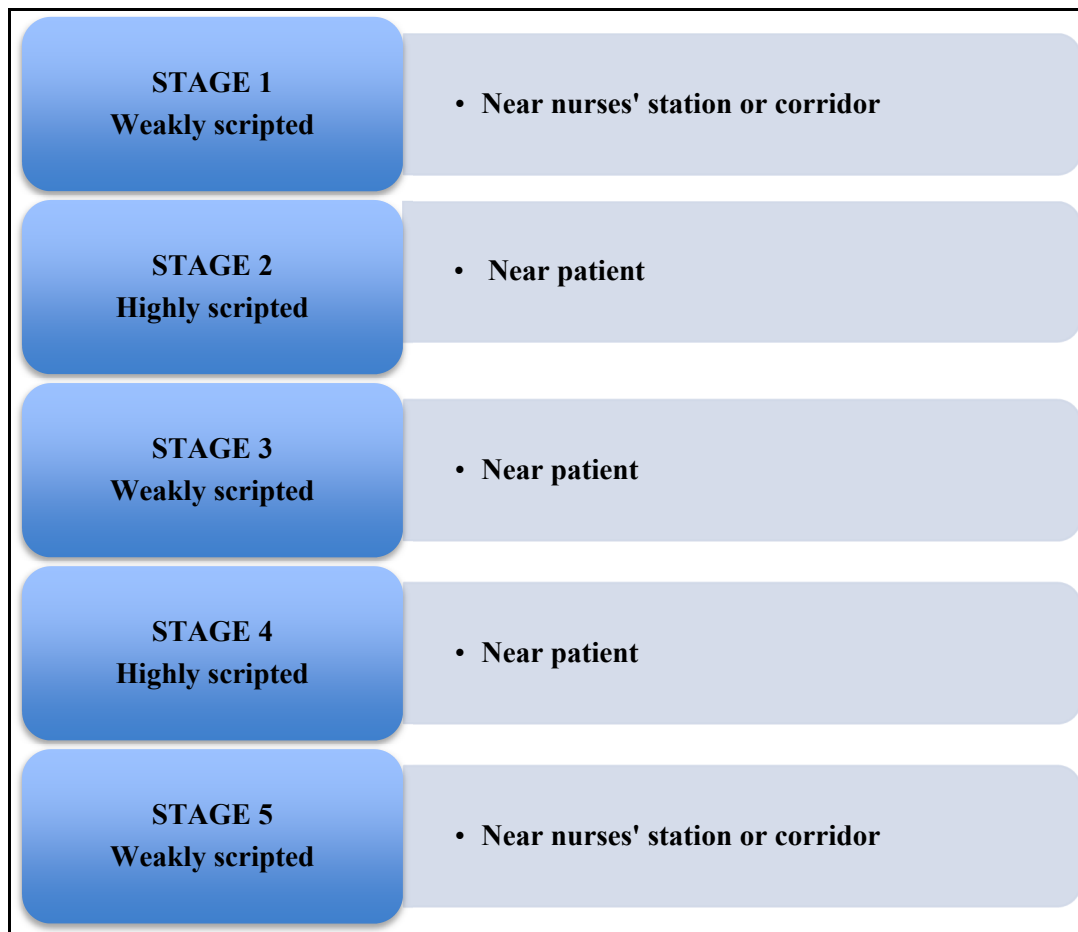 STAGE 1
Weakly scripted
• Near nurses' station or corridor
STAGE 2
Highly scripted
• Near patient
STAGE 3
Weakly scripted
• Near patient
STAGE 4
Highly scripted
• Near patient
STAGE 5
Weakly scripted
• Near nurses' station or corridor